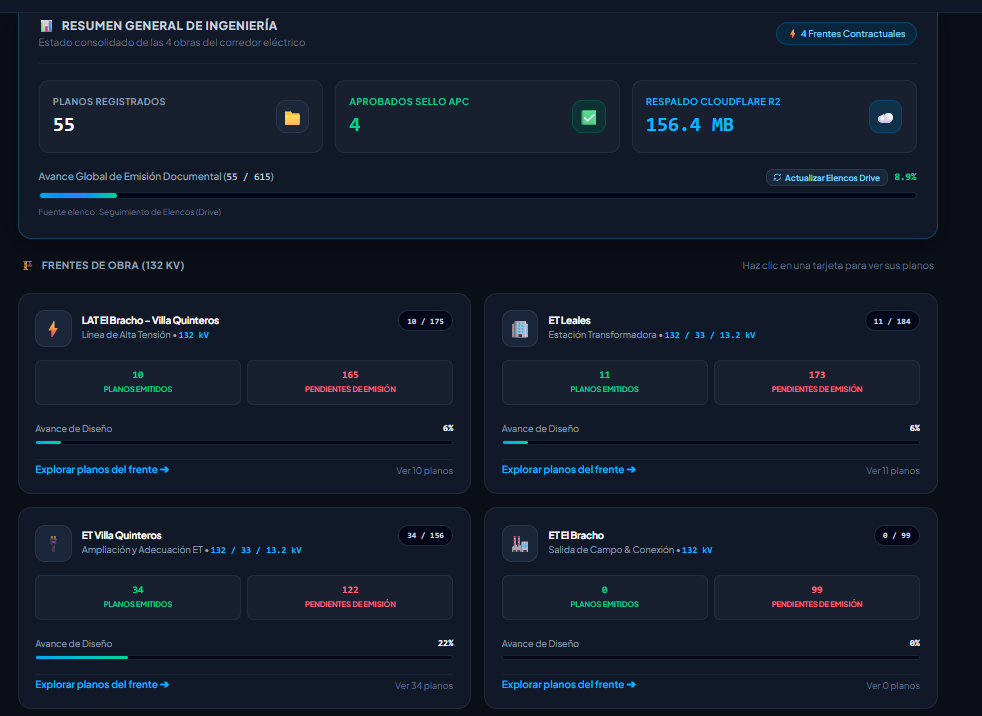 RESUMEN GENERAL DE INGENIERÍA
Estado consolidado de las 4 obras del corredor eléctrico
4 Frentes Contractuales
PLANOS REGISTRADOS
55
APROBADOS SELLO APC
4
RESPALDO CLOUDFLARE R2
156.4 MB
Avance Global de Emisión Documental (55 / 615)
Actualizar Elencos Drive
8.9%
Fuente elenco: Seguimiento de Elencos (Drive)
FRENTES DE OBRA (132 KV)
Haz clic en una tarjeta para ver sus planos
LAT El Bracho – Villa Quinteros
Línea de Alta Tensión • 132 kV
10 / 175
10
PLANOS EMITIDOS
165
PENDIENTES DE EMISIÓN
Avance de Diseño
6%
Explorar planos del frente ➔
Ver 10 planos
ET Leales
Estación Transformadora • 132 / 33 / 13.2 kV
11 / 184
11
PLANOS EMITIDOS
173
PENDIENTES DE EMISIÓN
Avance de Diseño
6%
Explorar planos del frente ➔
Ver 11 planos
ET Villa Quinteros
Ampliación y Adecuación ET • 132 / 33 / 13.2 kV
34 / 156
34
PLANOS EMITIDOS
122
PENDIENTES DE EMISIÓN
Avance de Diseño
22%
Explorar planos del frente ➔
Ver 34 planos
ET El Bracho
Salida de Campo & Conexión • 132 kV
0 / 99
0
PLANOS EMITIDOS
99
PENDIENTES DE EMISIÓN
Avance de Diseño
0%
Explorar planos del frente ➔
Ver 0 planos